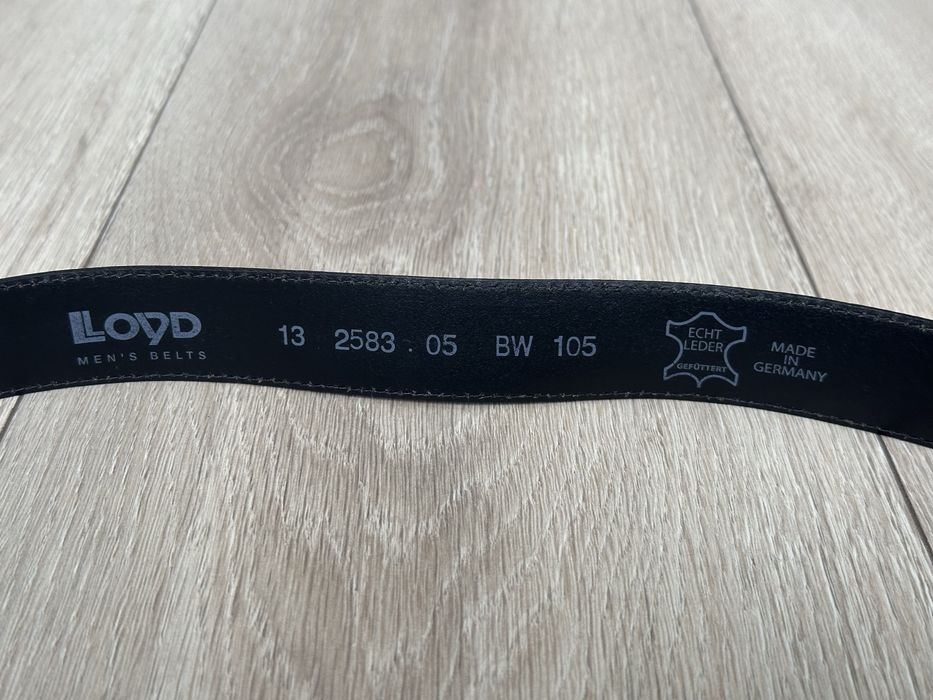 LLOYD
MEN'S BELTS
13 2583 . 05 BW 105
ECHT
LEDER
GEFÜTTERT
MADE
IN
GERMANY